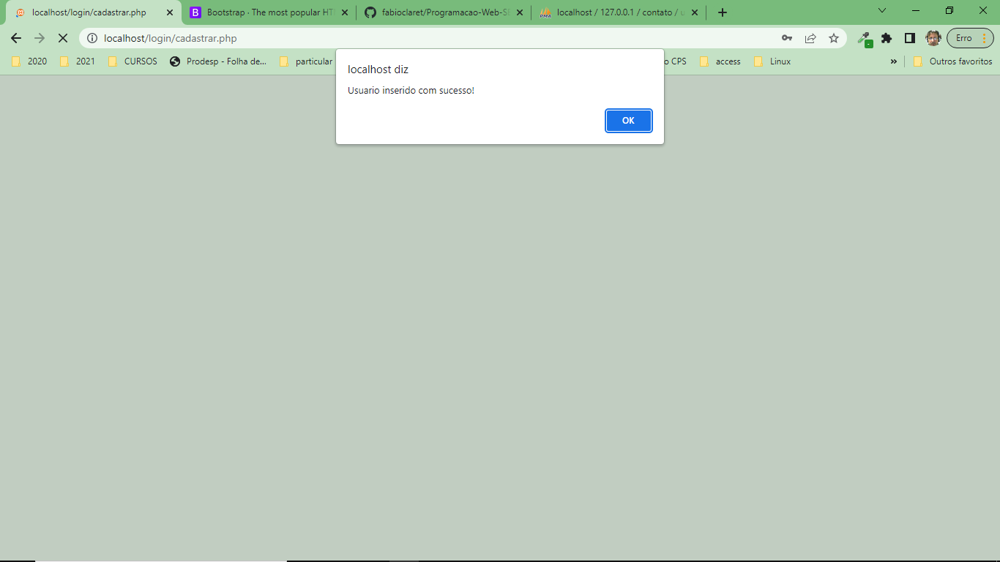 localhost/login/cadastrar.php
Bootstrap · The most popular HT
fabioclaret/Programacao-Web-SE
localhost / 127.0.0.1 / contato / u
localhost/login/cadastrar.php
Erro
2020
2021
CURSOS
Prodesp - Folha de...
particular
o CPS
access
Linux
»
Outros favoritos
localhost diz
Usuario inserido com sucesso!
OK